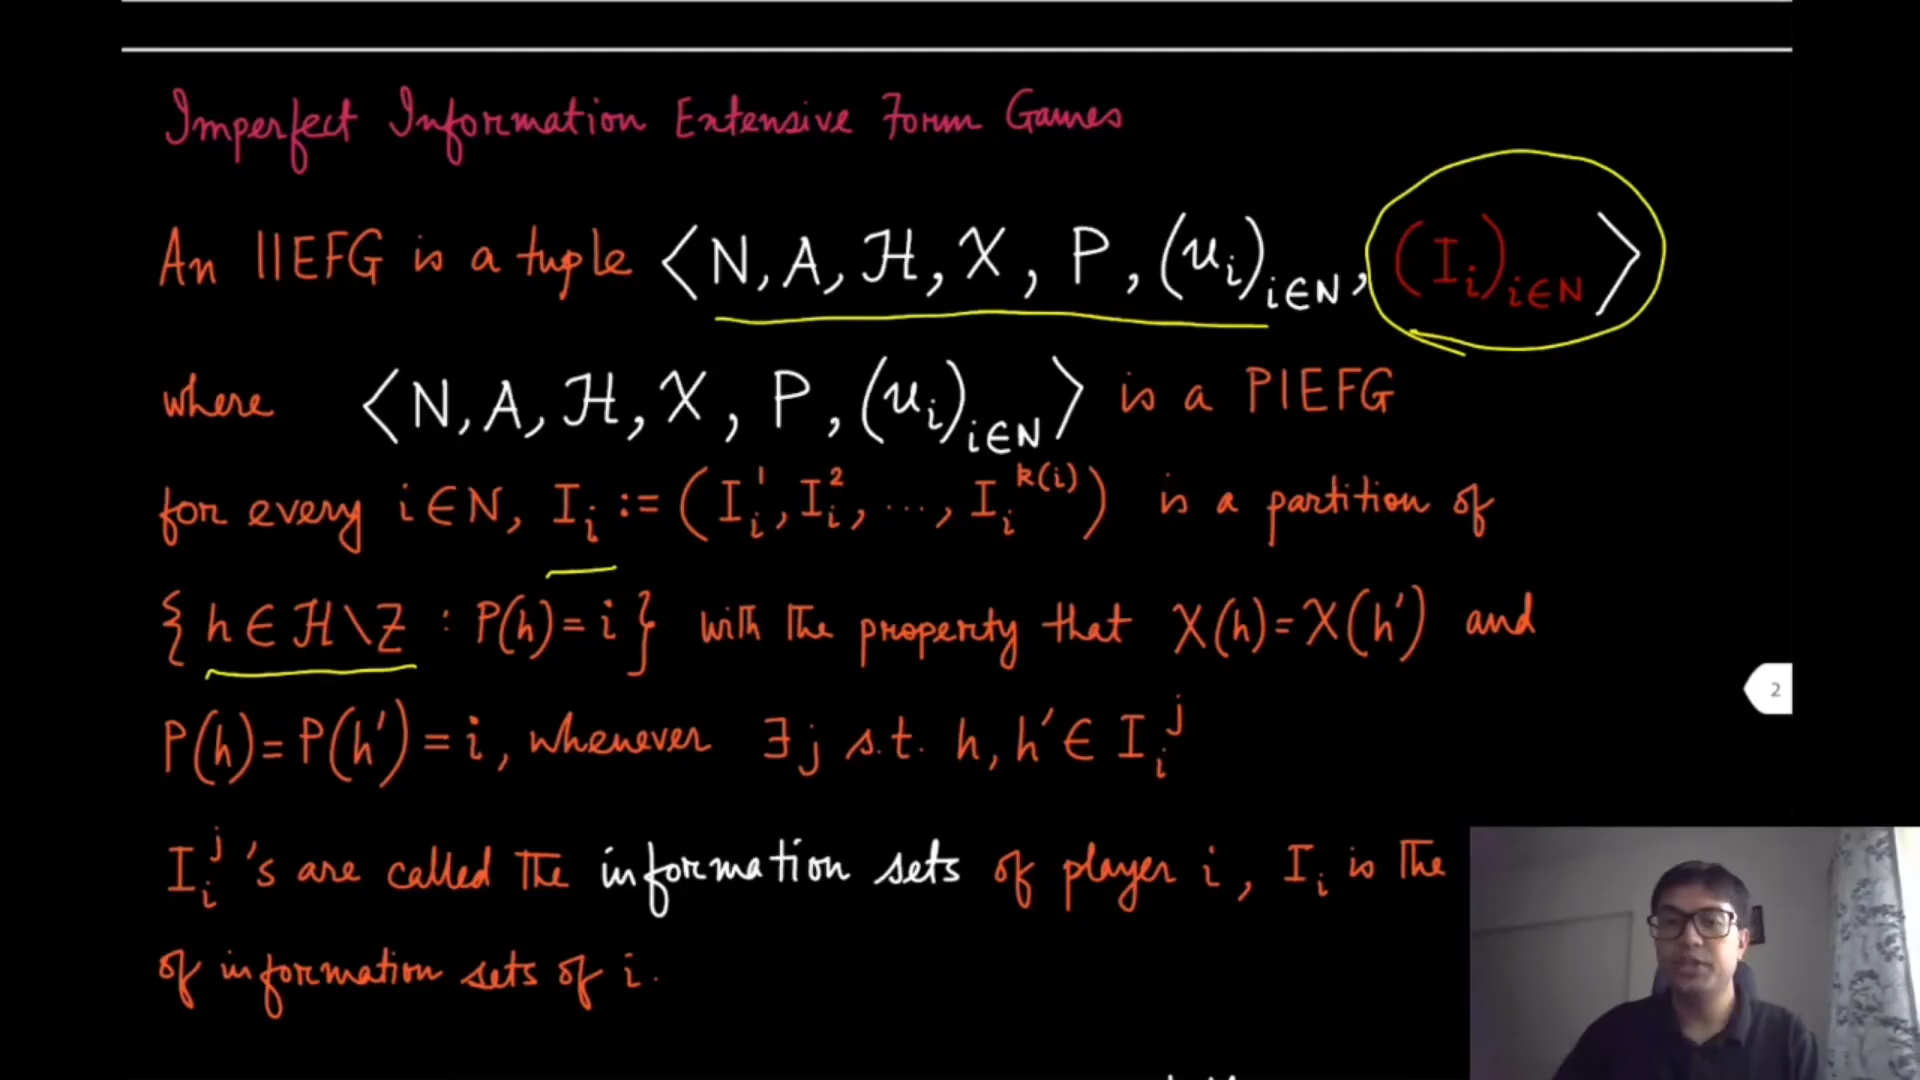 Imperfect Information Extensive Form Games
An IIEFG is a tuple ⟨N, A, ℋ, X, P, (u_i)_{i∈N}, (I_i)_{i∈N}⟩
where ⟨N, A, ℋ, X, P, (u_i)_{i∈N}⟩ is a PIEFG
for every i∈N, I_i := (I_i^1, I_i^2, ..., I_i^{k(i)}) is a partition of
{h∈ℋ\Z : P(h)=i} with the property that X(h)=X(h') and
P(h)=P(h')=i, whenever ∃j s.t. h, h'∈ I_i^j
I_i^j's are called the information sets of player i, I_i is the
of information sets of i.
2